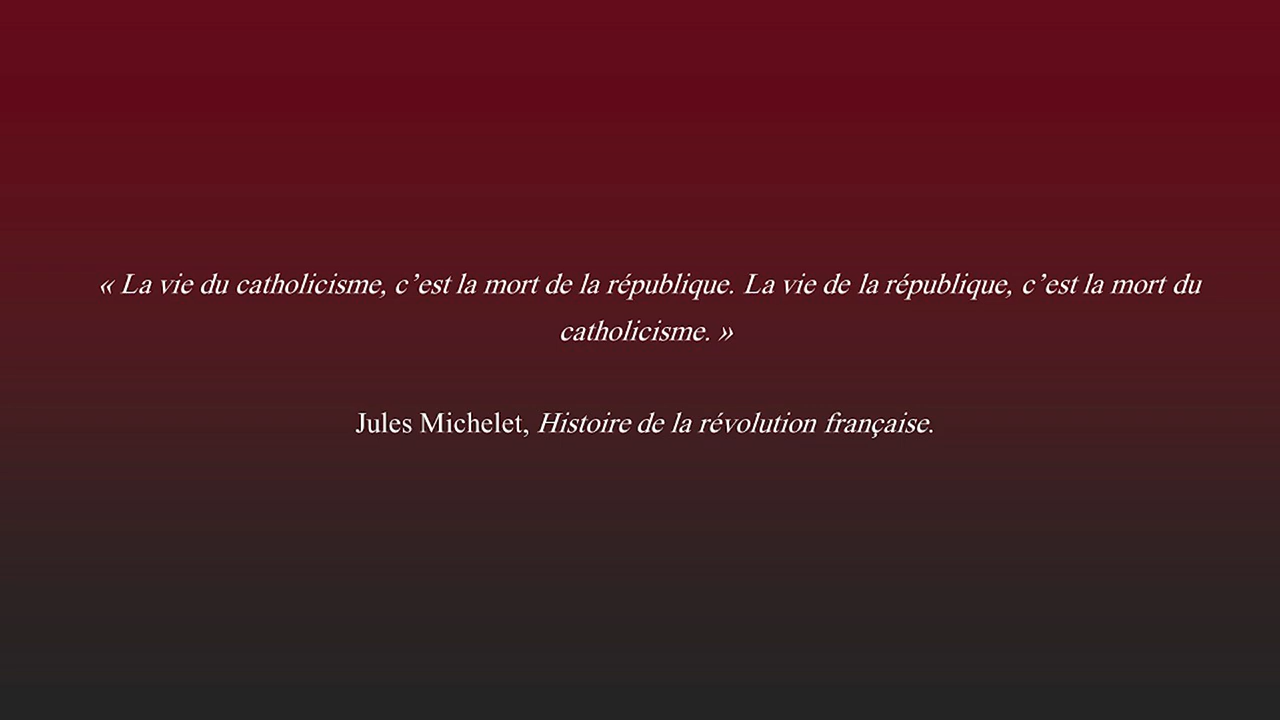 « La vie du catholicisme, c’est la mort de la république. La vie de la république, c’est la mort du
catholicisme. »
Jules Michelet, Histoire de la révolution française.